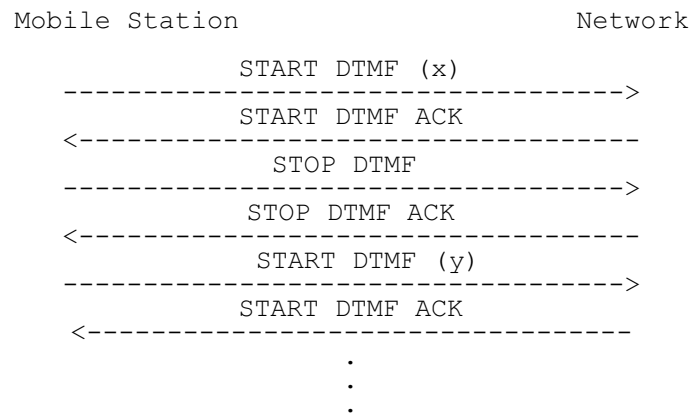 Mobile Station Network
START DTMF (x)
----------------------------------->
START DTMF ACK
<-----------------------------------
STOP DTMF
----------------------------------->
STOP DTMF ACK
<-----------------------------------
START DTMF (y)
----------------------------------->
START DTMF ACK
<----------------------------------
.
.
.